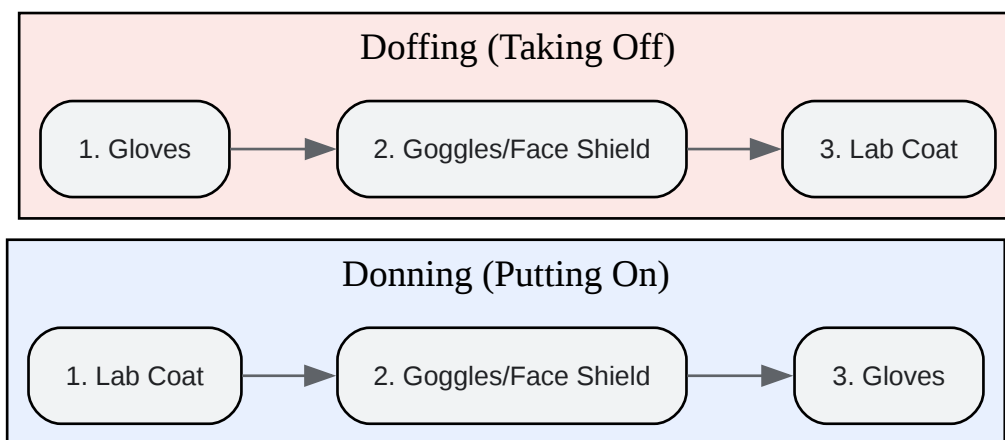 Doffing (Taking Off)
1. Gloves
2. Goggles/Face Shield
3. Lab Coat
Donning (Putting On)
1. Lab Coat
2. Goggles/Face Shield
3. Gloves